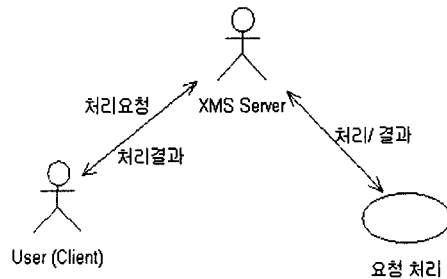 처리요청
XMS Server
처리결과
처리/ 결과
User (Client)
요청 처리